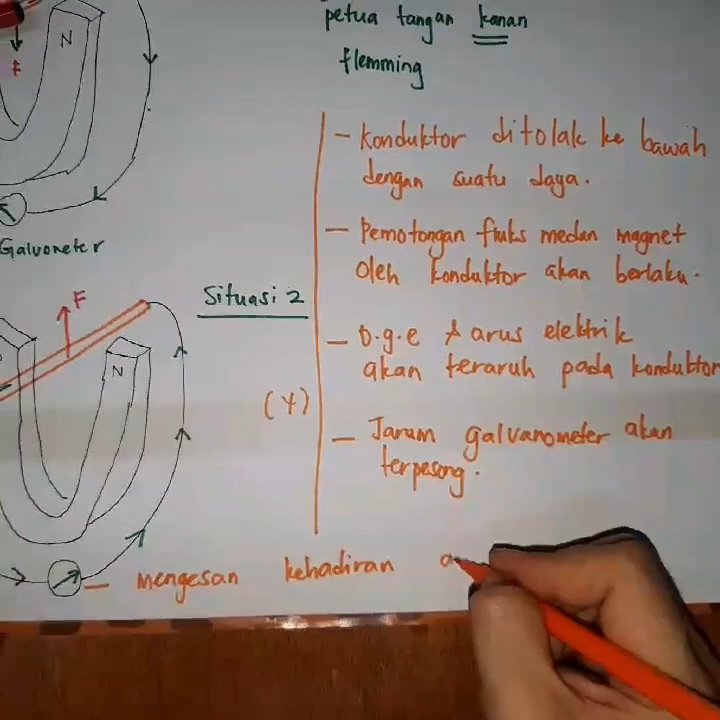 petua tangan kanan
flemming
N
F
- Konduktor ditolak ke bawah
dengan suatu daya.
- Pemotongan fluks medan magnet
oleh konduktor akan berlaku.
- D.g.e & arus elektrik
akan teraruh pada konduktor
- Jarum galvanometer akan
terpesong.
Galvometer
Situasi 2
F
N
(Y)
- mengesan kehadiran a